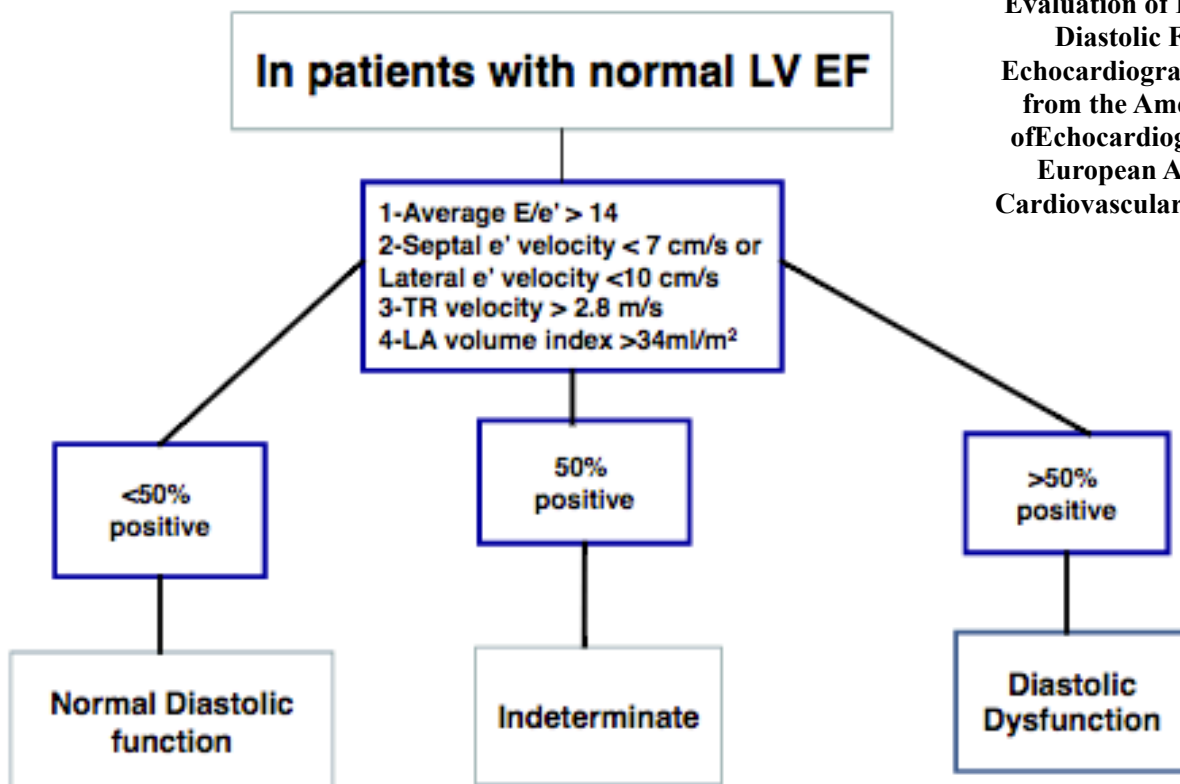 Evaluation of
Diastolic
Echocardiogra
from the Ame
ofEchocardiog
European A
Cardiovascular
In patients with normal LV EF
1-Average E/e' > 14
2-Septal e' velocity < 7 cm/s or
Lateral e' velocity <10 cm/s
3-TR velocity > 2.8 m/s
4-LA volume index >34ml/m²
<50%
positive
50%
positive
>50%
positive
Normal Diastolic
function
Indeterminate
Diastolic
Dysfunction